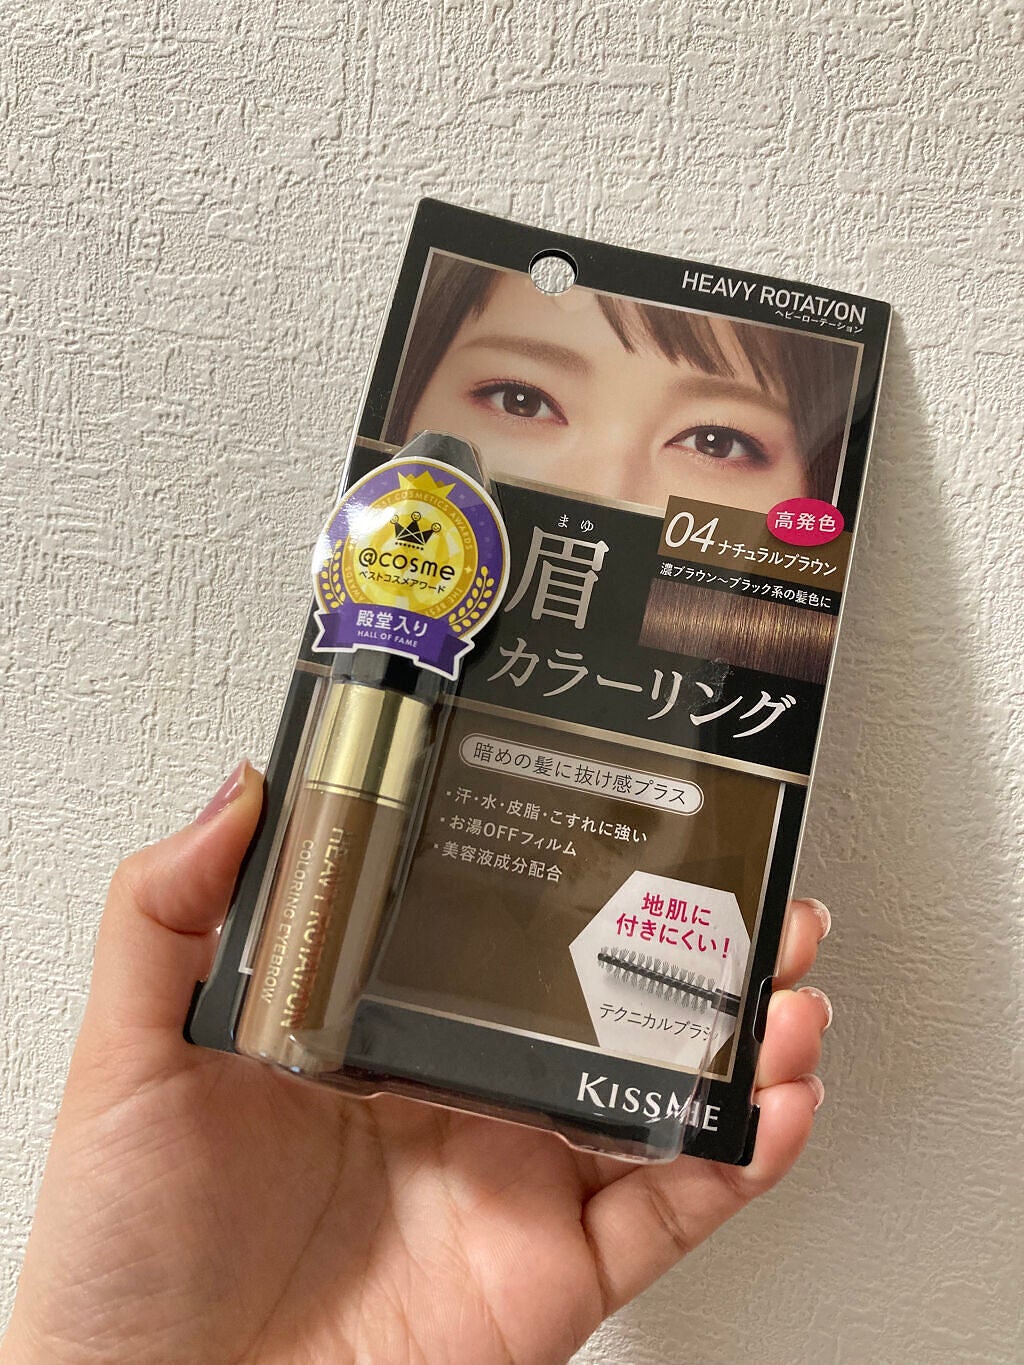 HEAVY ROTAT/ON
ヘビーローテーション
高発色
04 ナチュラルブラウン
濃ブラウン〜ブラック系の髪色に
まゆ
眉
カラーリング
@cosme
ベストコスメアワード
殿堂入り
HALL OF FAME
暗めの髪に抜け感プラス
・汗・水・皮脂・こすれに強い
・お湯OFFフィルム
・美容液成分配合
地肌に
付きにくい!
テクニカルブラシ
HEAVY ROTAT/ON
COLORING EYEBROW
KISSME